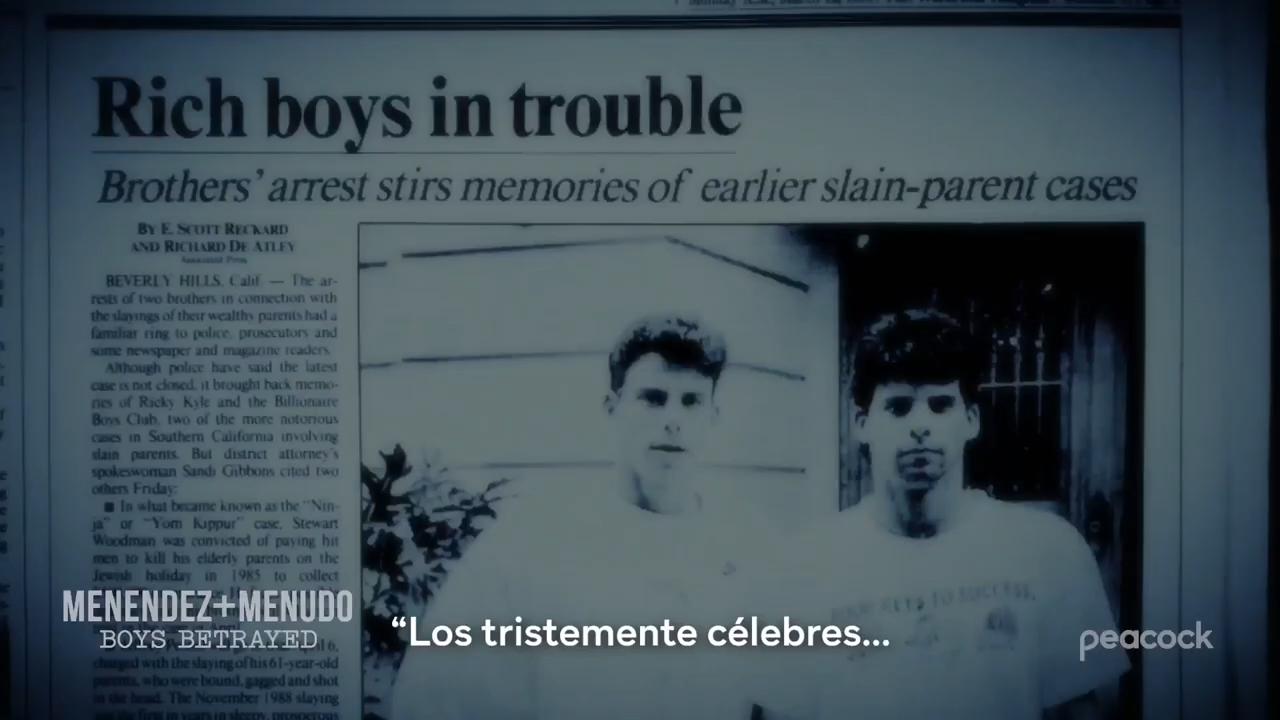 Rich boys in trouble
Brothers' arrest stirs memories of earlier slain-parent cases
BY E. SCOTT RECKARD
AND RICHARD DE ATLEY
Associated Press
BEVERLY HILLS, Calif. — The ar-
rests of two brothers in connection with
the slayings of their wealthy parents had a
familiar ring to police, prosecutors and
some newspaper and magazine readers.
Although police have said the latest
case is not closed, it brought back memo-
ries of Ricky Kyle and the Billionaire
Boys Club, two of the more notorious
cases in Southern California involving
slain parents. But district attorney's
spokeswoman Sandi Gibbons cited two
others Friday:
■ In what became known as the "Nin-
ja" or "Yom Kippur" case, Stewart
Woodman was convicted of paying hit
men to kill his elderly parents on the
Jewish holiday in 1985 to collect
charged with the slaying of his 61-year-old
parents, who were bound, gagged and shot
in the head. The November 1988 slaying
TO SUCCESS
MENENDEZ+MENUDO
BOYS BETRAYED
“Los tristemente célebres...
peacock